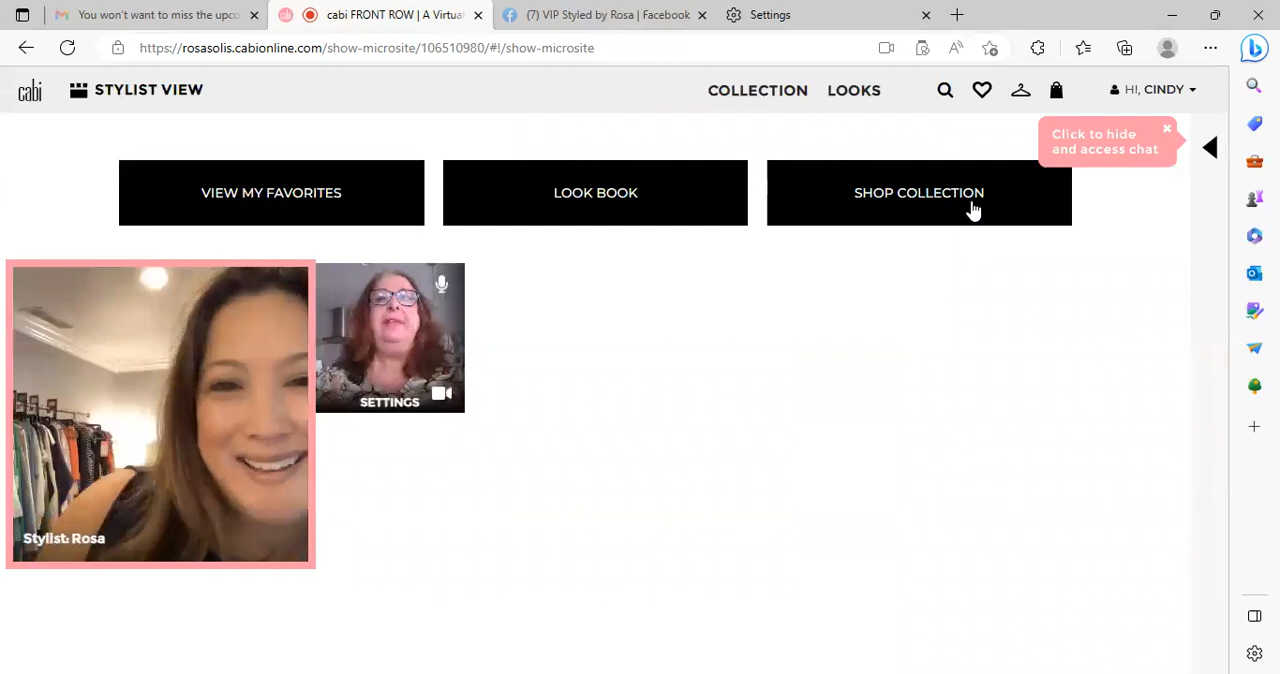 You won't want to miss the upco
cabi FRONT ROW | A Virtual
(7) VIP Styled by Rosa | Facebook
Settings
https://rosasolis.cabionline.com/show-microsite/106510980/#!/show-microsite
cabi
STYLIST VIEW
COLLECTION
LOOKS
HI, CINDY
Click to hide
and access chat
VIEW MY FAVORITES
LOOK BOOK
SHOP COLLECTION
SETTINGS
Stylist: Rosa